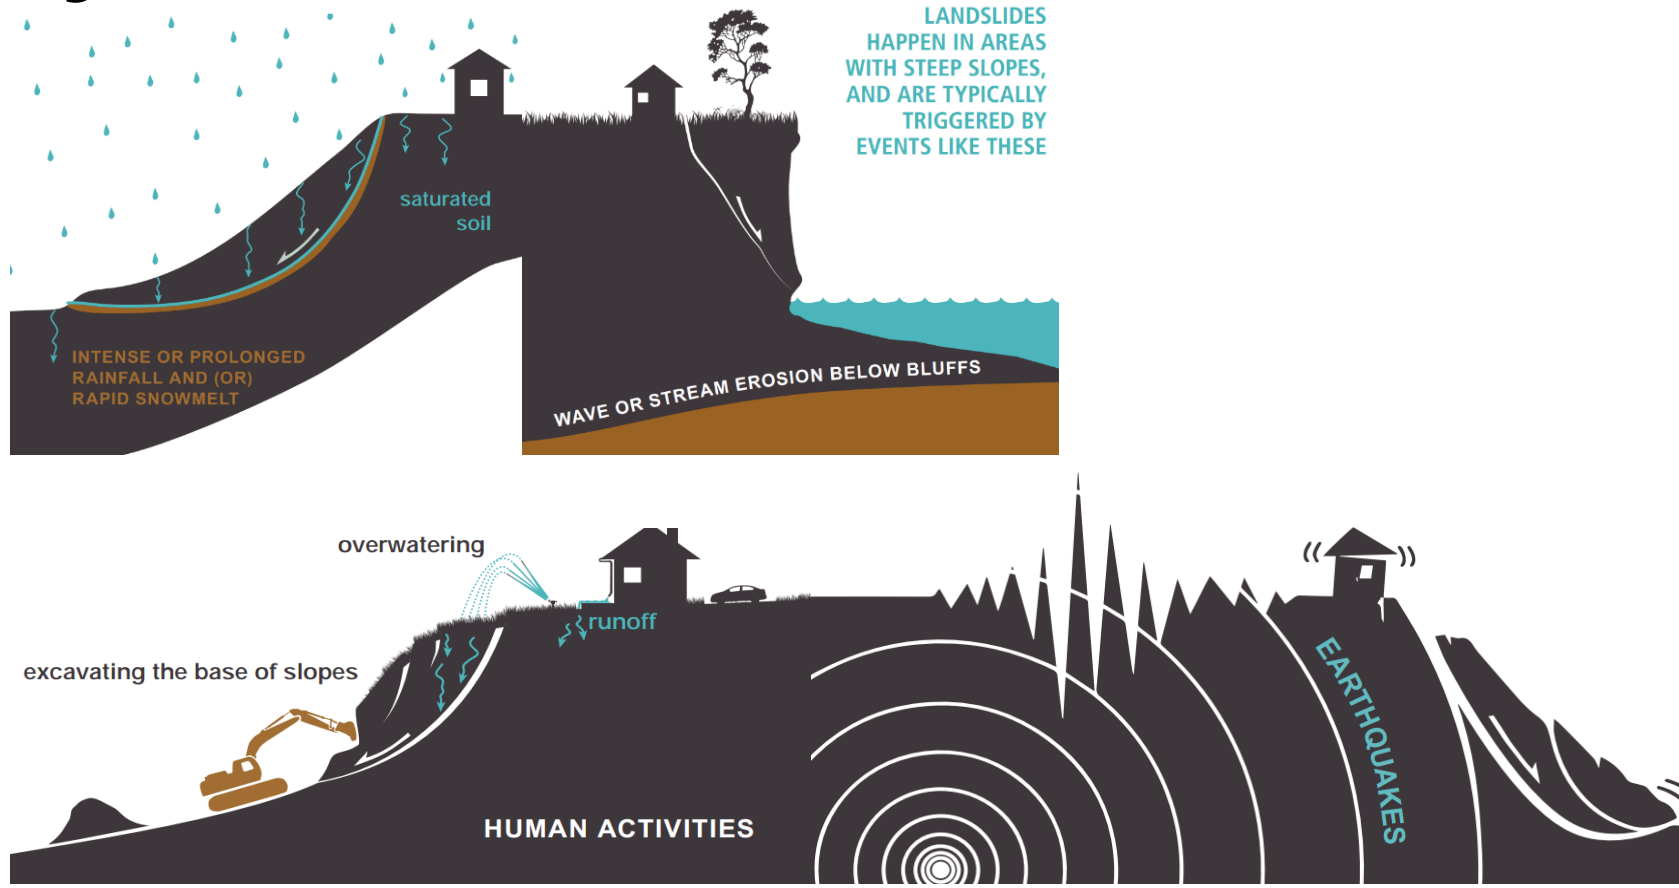 LANDSLIDES
HAPPEN IN AREAS
WITH STEEP SLOPES,
AND ARE TYPICALLY
TRIGGERED BY
EVENTS LIKE THESE
saturated
soil
INTENSE OR PROLONGED
RAINFALL AND (OR)
RAPID SNOWMELT
WAVE OR STREAM EROSION BELOW BLUFFS
overwatering
runoff
excavating the base of slopes
HUMAN ACTIVITIES
EARTHQUAKES